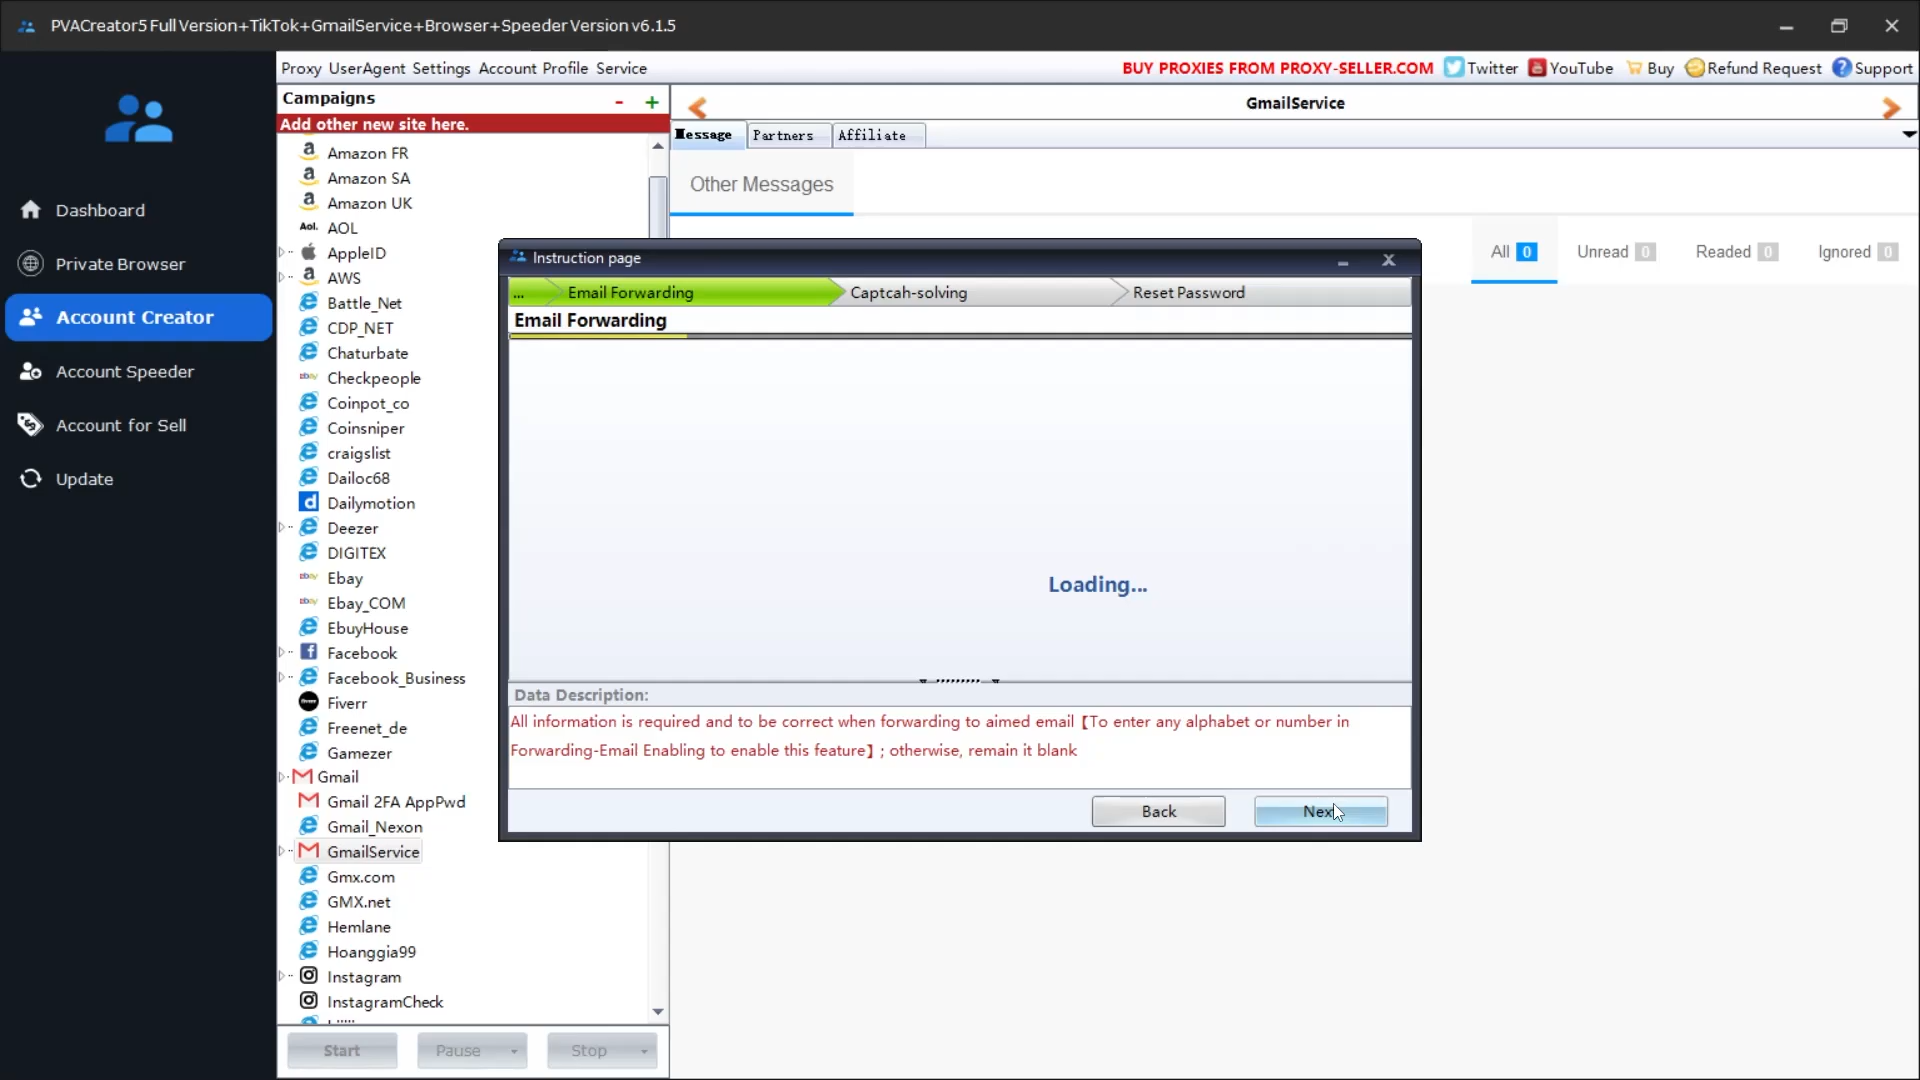 PVACreator5 Full Version+TikTok+GmailService+Browser+Speeder Version v6.1.5
Dashboard
Private Browser
Account Creator
Account Speeder
Account for Sell
Update
Proxy UserAgent Settings Account Profile Service
BUY PROXIES FROM PROXY-SELLER.COM Twitter YouTube Buy Refund Request Support
Campaigns - +
Add other new site here.
Amazon FR
Amazon SA
Amazon UK
Aol. AOL
AppleID
AWS
Battle_Net
CDP_NET
Chaturbate
Checkpeople
Coinpot_co
Coinsniper
craigslist
Dailoc68
Dailymotion
Deezer
DIGITEX
Ebay
Ebay_COM
EbuyHouse
Facebook
Facebook_Business
Fiverr
Freenet_de
Gamezer
Gmail
Gmail 2FA AppPwd
Gmail_Nexon
GmailService
Gmx.com
GMX.net
Hemlane
Hoanggia99
Instagram
InstagramCheck
Start Pause Stop
GmailService
Message Partners Affiliate
Other Messages
All 0 Unread 0 Readed 0 Ignored 0
Instruction page
... Email Forwarding Captcah-solving Reset Password
Email Forwarding
Loading...
Data Description:
All information is required and to be correct when forwarding to aimed email【To enter any alphabet or number in
Forwarding-Email Enabling to enable this feature】; otherwise, remain it blank
Back Next